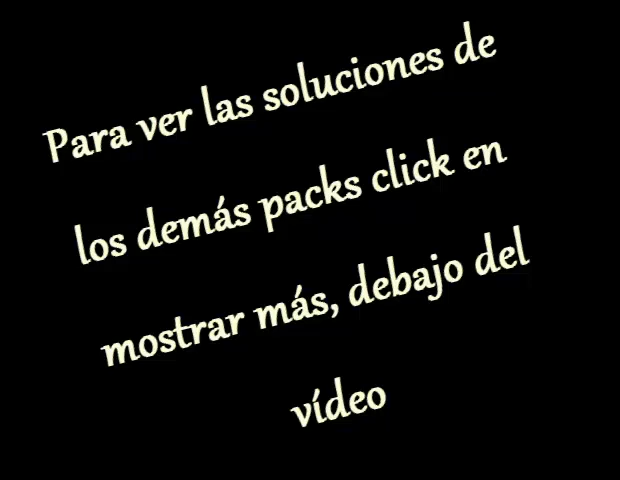 Para ver las soluciones de
los demás packs click en
mostrar más, debajo del
vídeo